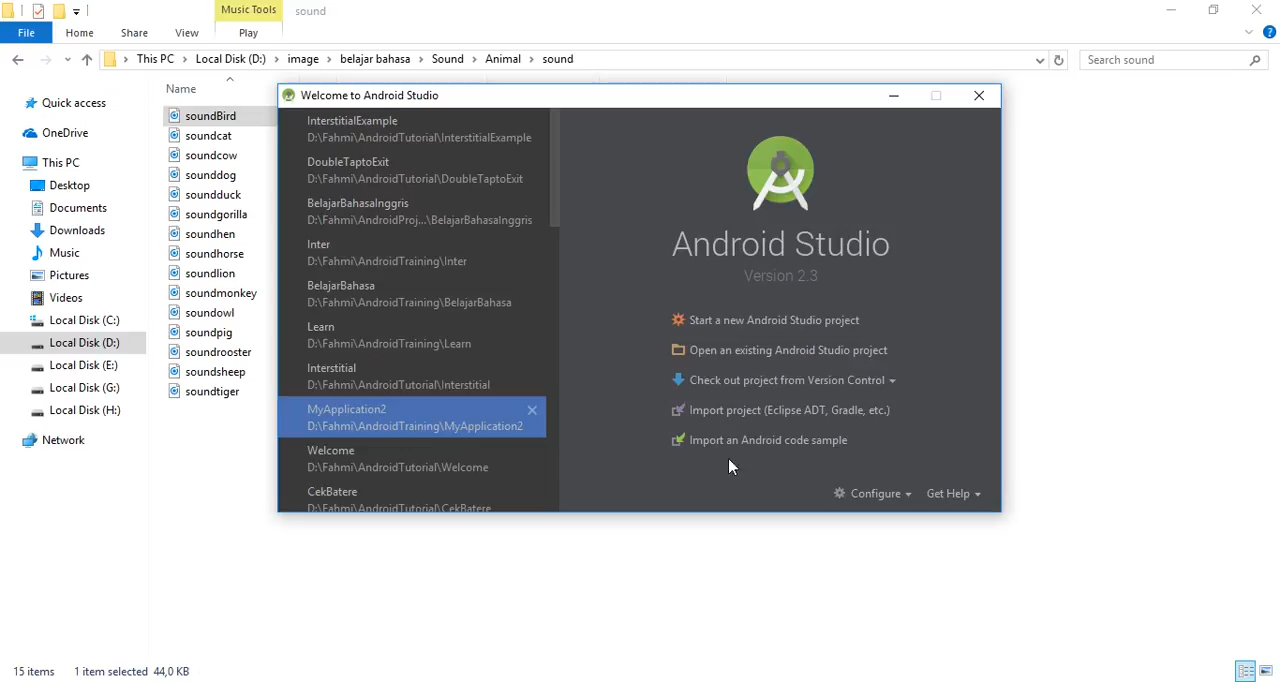 Music Tools
sound
File
Home
Share
View
Play
This PC
Local Disk (D:)
image
belajar bahasa
Sound
Animal
sound
Search sound
Quick access
OneDrive
This PC
Desktop
Documents
Downloads
Music
Pictures
Videos
Local Disk (C:)
Local Disk (D:)
Local Disk (E:)
Local Disk (G:)
Local Disk (H:)
Network
Name
soundBird
soundcat
soundcow
sounddog
soundduck
soundgorilla
soundhen
soundhorse
soundlion
soundmonkey
soundowl
soundpig
soundrooster
soundsheep
soundtiger
Welcome to Android Studio
InterstitialExample
D:\Fahmi\AndroidTutorial\InterstitialExample
DoubleTaptoExit
D:\Fahmi\AndroidTutorial\DoubleTaptoExit
BelajarBahasaInggris
D:\Fahmi\AndroidProj...\BelajarBahasaInggris
Inter
D:\Fahmi\AndroidTraining\Inter
BelajarBahasa
D:\Fahmi\AndroidTraining\BelajarBahasa
Learn
D:\Fahmi\AndroidTraining\Learn
Interstitial
D:\Fahmi\AndroidTutorial\Interstitial
MyApplication2
D:\Fahmi\AndroidTraining\MyApplication2
Welcome
D:\Fahmi\AndroidTutorial\Welcome
CekBatere
D:\Fahmi\AndroidTutorial\CekBatere
Android Studio
Version 2.3
Start a new Android Studio project
Open an existing Android Studio project
Check out project from Version Control
Import project (Eclipse ADT, Gradle, etc.)
Import an Android code sample
Configure
Get Help
15 items
1 item selected 44,0 KB